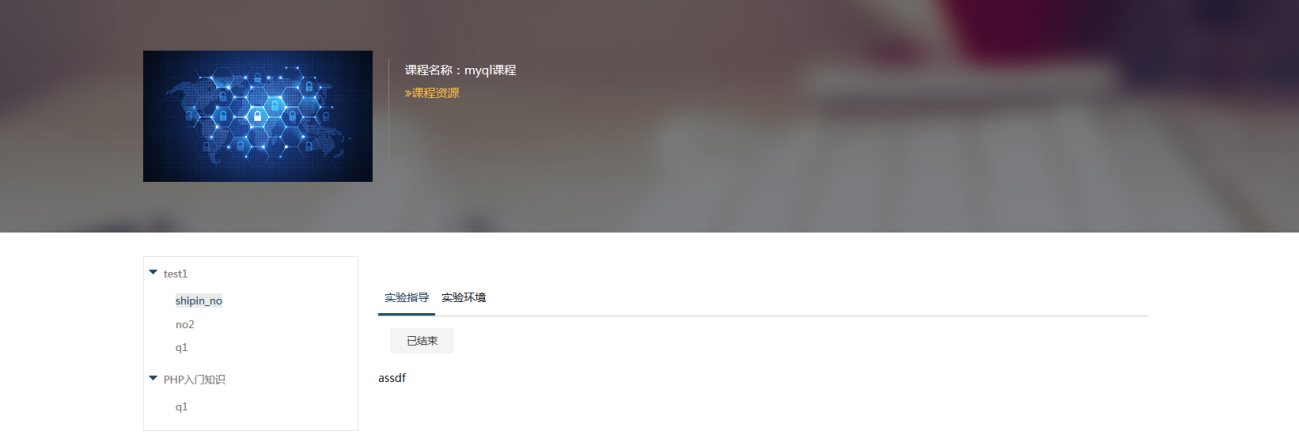 课程名称：myql课程
»课程资源
test1
shipin_no
no2
q1
PHP入门知识
q1
实验指导 实验环境
已结束
assdf